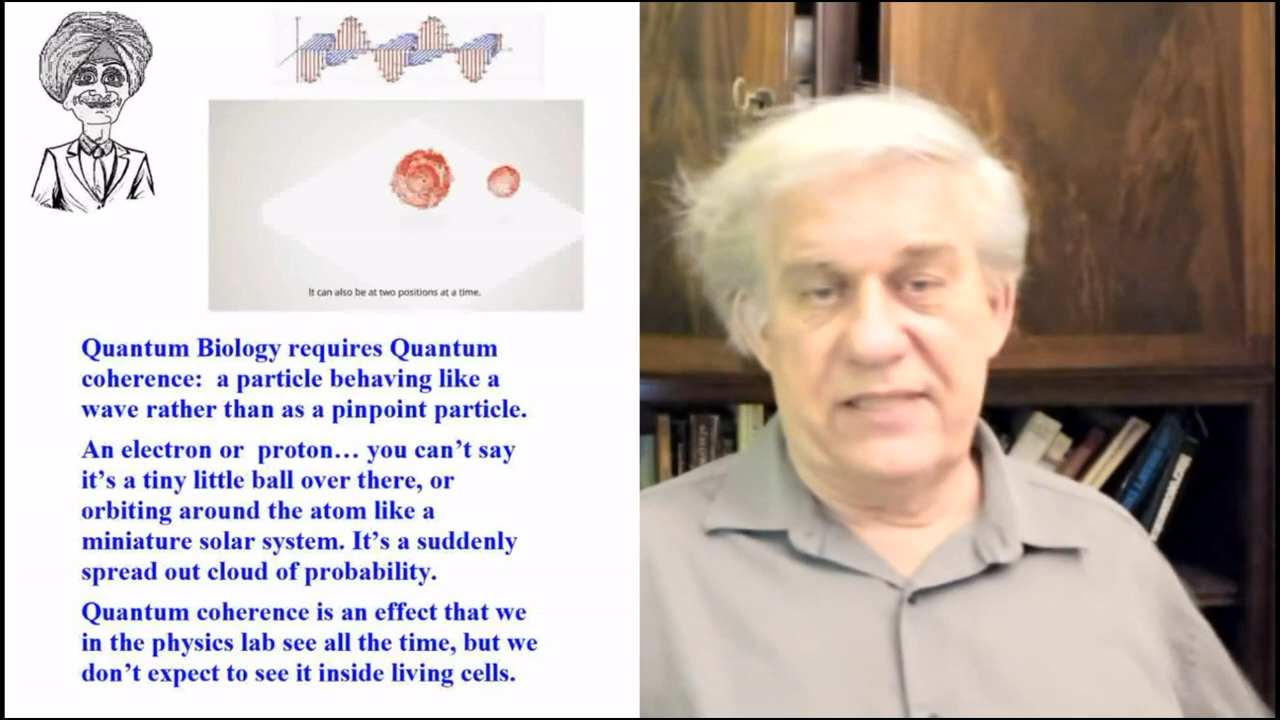 It can also be at two positions at a time.
Quantum Biology requires Quantum
coherence:  a particle behaving like a
wave rather than as a pinpoint particle.
An electron or  proton… you can’t say
it’s a tiny little ball over there, or
orbiting around the atom like a
miniature solar system. It’s a suddenly
spread out cloud of probability.
Quantum coherence is an effect that we
in the physics lab see all the time, but we
don’t expect to see it inside living cells.